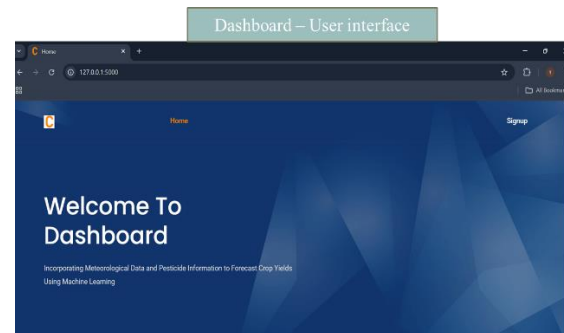 Dashboard – User interface
C Home
127.0.0.1:5000
All Bookmar
C Home Signup
Welcome To
Dashboard
Incorporating Meteorological Data and Pesticide Information to Forecast Crop Yields
Using Machine Learning